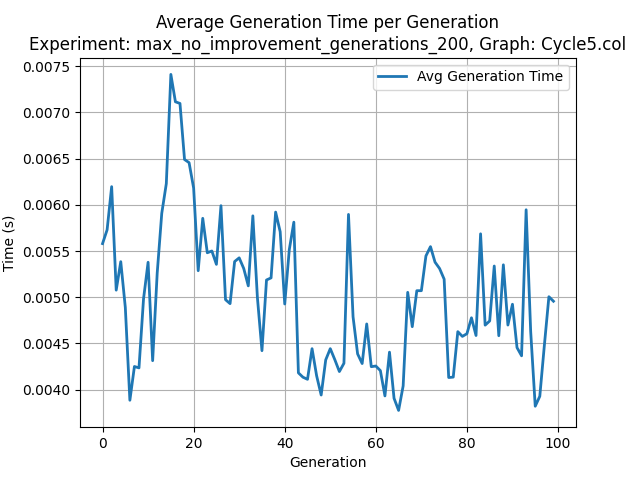 Average Generation Time per Generation
Experiment: max_no_improvement_generations_200, Graph: Cycle5.col
Avg Generation Time
Time (s)
0.0075
0.0070
0.0065
0.0060
0.0055
0.0050
0.0045
0.0040
0 20 40 60 80 100
Generation